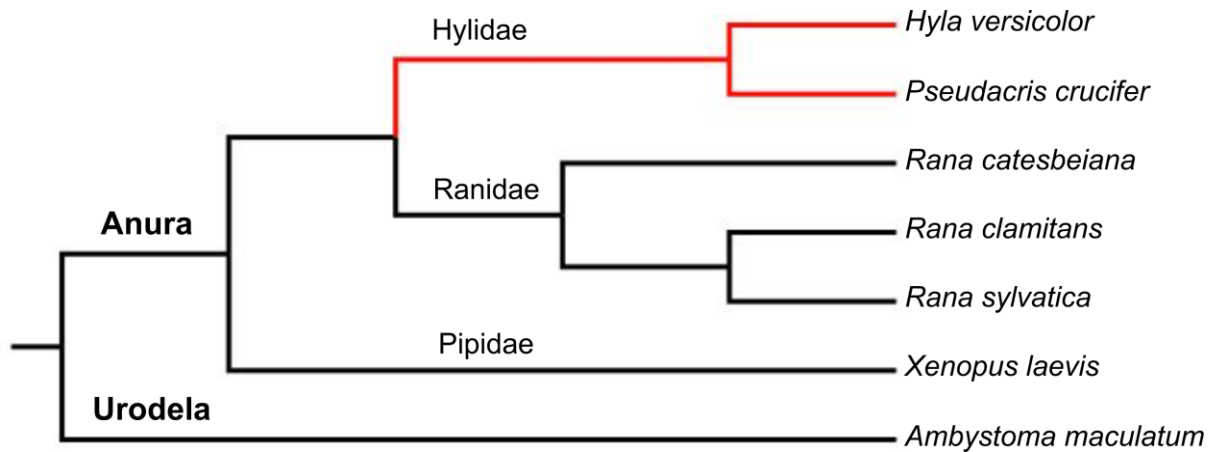 Hylidae
Hyla versicolor
Pseudacris crucifer
Rana catesbeiana
Ranidae
Anura
Rana clamitans
Rana sylvatica
Pipidae
Xenopus laevis
Urodela
Ambystoma maculatum